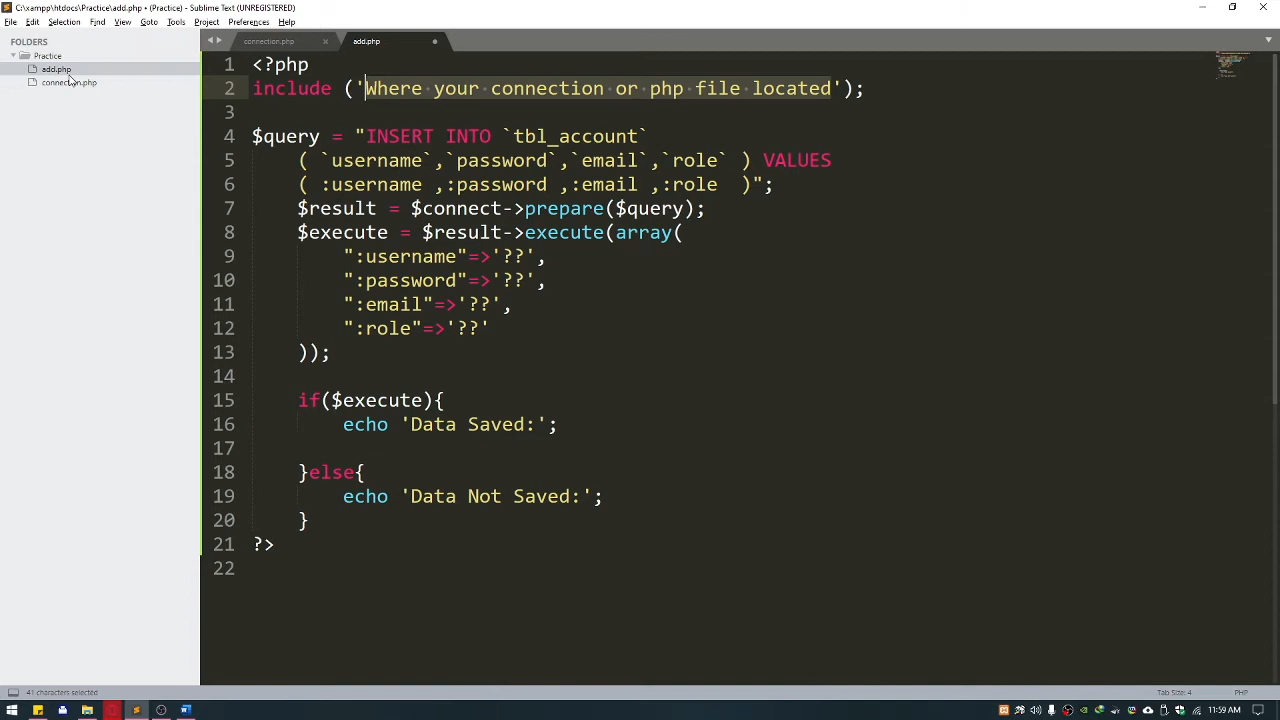 C:\xampp\htdocs\Practice\add.php • (Practice) - Sublime Text (UNREGISTERED)
File Edit Selection Find View Goto Tools Project Preferences Help
FOLDERS
Practice
add.php
connection.php
connection.php × add.php •
1 <?php
2 include ('Where your connection or php file located');
3
4 $query = "INSERT INTO `tbl_account`
5 ( `username`,`password`,`email`,`role` ) VALUES
6 ( :username ,:password ,:email ,:role  )";
7 $result = $connect->prepare($query);
8 $execute = $result->execute(array(
9 ":username"=>'??',
10 ":password"=>'??',
11 ":email"=>'??',
12 ":role"=>'??'
13 ));
14
15 if($execute){
16 echo 'Data Saved:';
17
18 }else{
19 echo 'Data Not Saved:';
20 }
21 ?>
22
41 characters selected
Tab Size: 4
PHP
11:59 AM